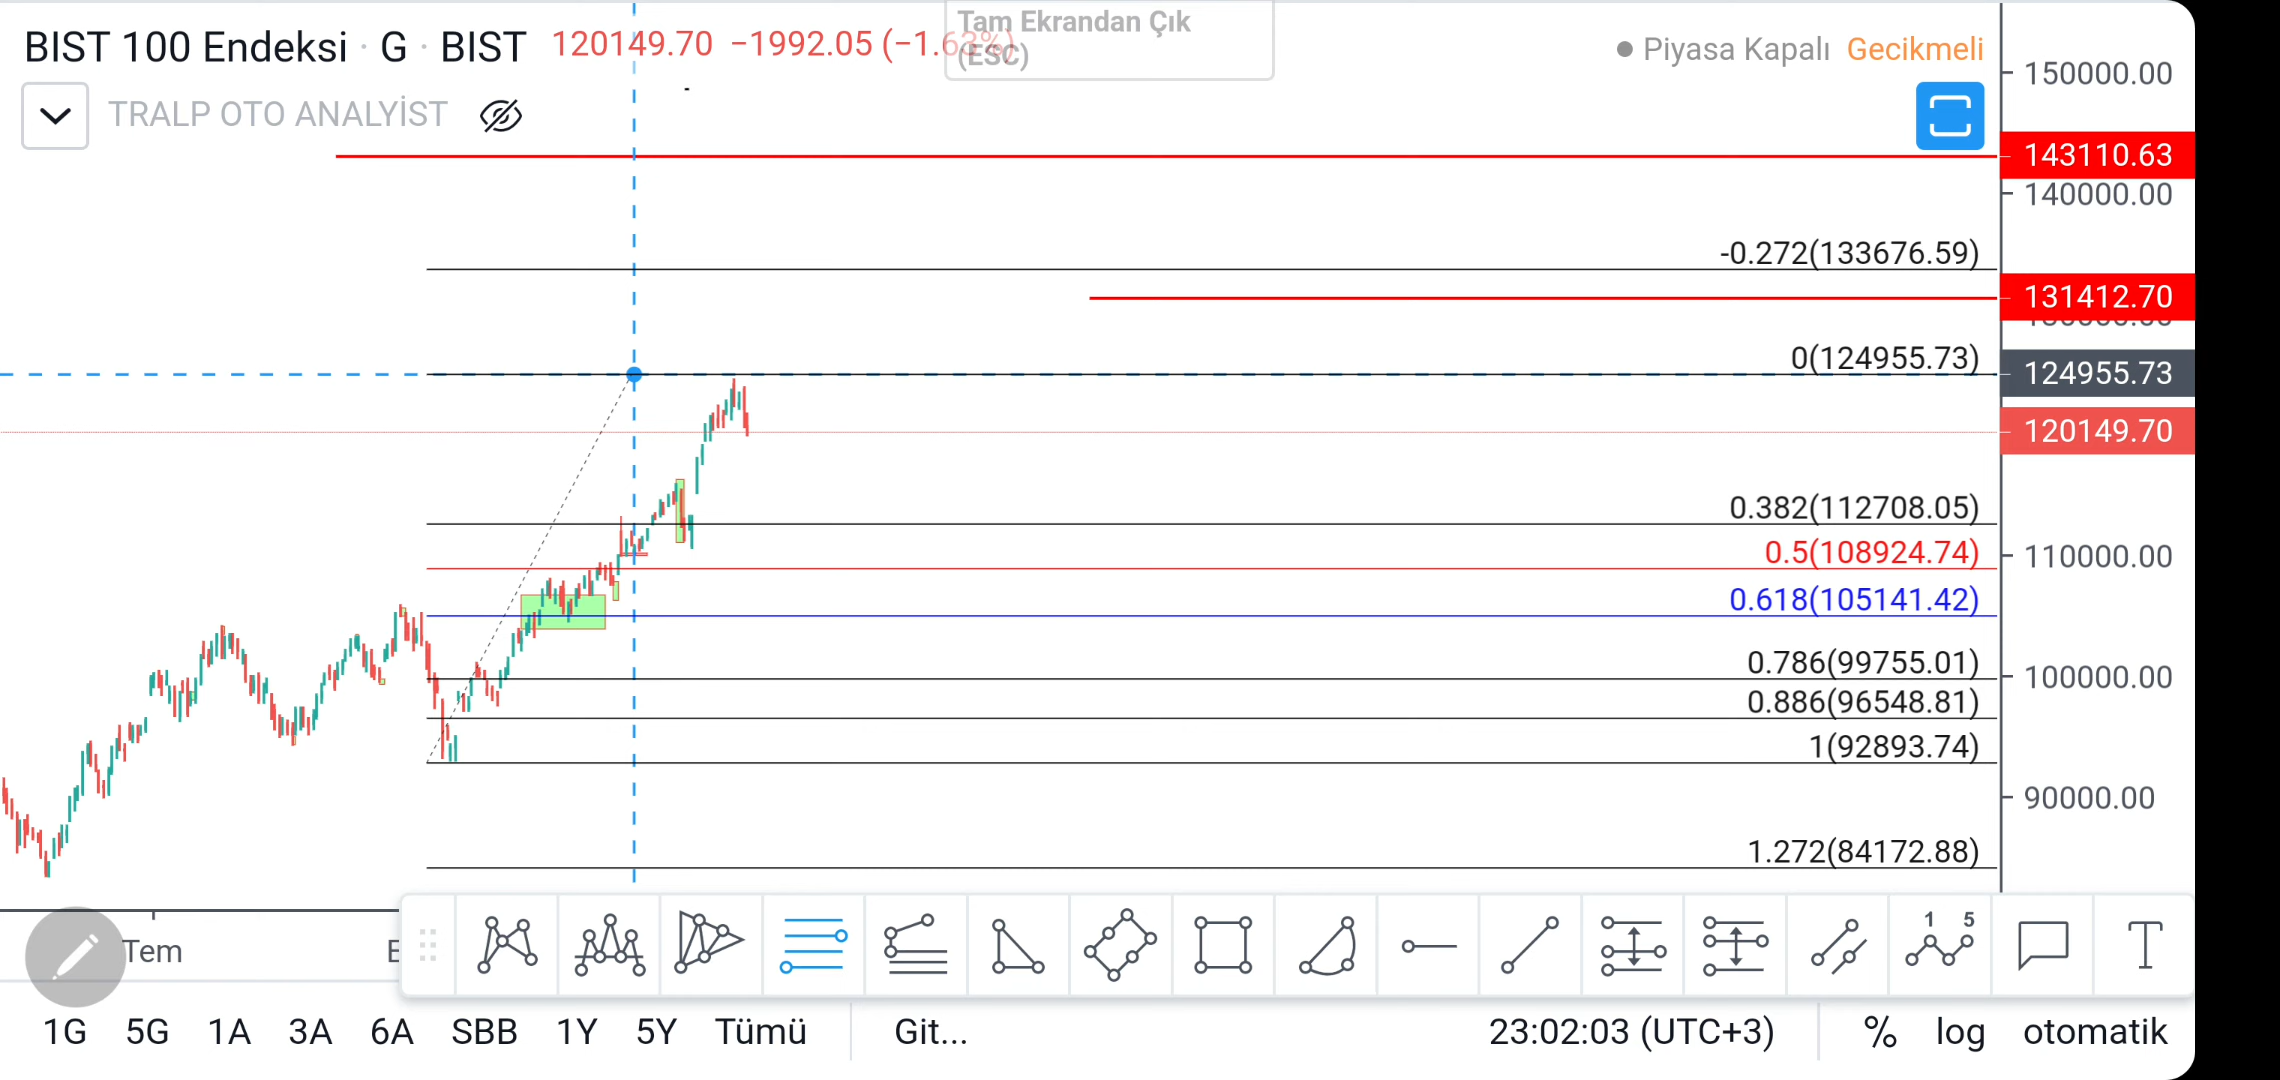 BIST 100 Endeksi · G · BIST 120149.70 −1992.05 (−1.63%)
Tam Ekrandan Çık
(ESC)
Piyasa Kapalı Gecikmeli
TRALP OTO ANALYİST
150000.00
143110.63
140000.00
-0.272(133676.59)
131412.70
0(124955.73)
124955.73
120149.70
0.382(112708.05)
0.5(108924.74)
110000.00
0.618(105141.42)
0.786(99755.01)
100000.00
0.886(96548.81)
1(92893.74)
90000.00
1.272(84172.88)
Tem
1 5
T
1G 5G 1A 3A 6A SBB 1Y 5Y Tümü Git... 23:02:03 (UTC+3) % log otomatik